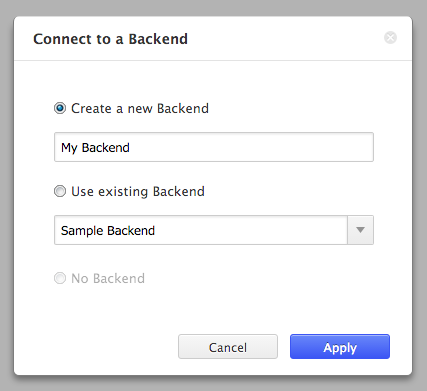 Connect to a Backend
Create a new Backend
My Backend
Use existing Backend
Sample Backend
No Backend
Cancel Apply